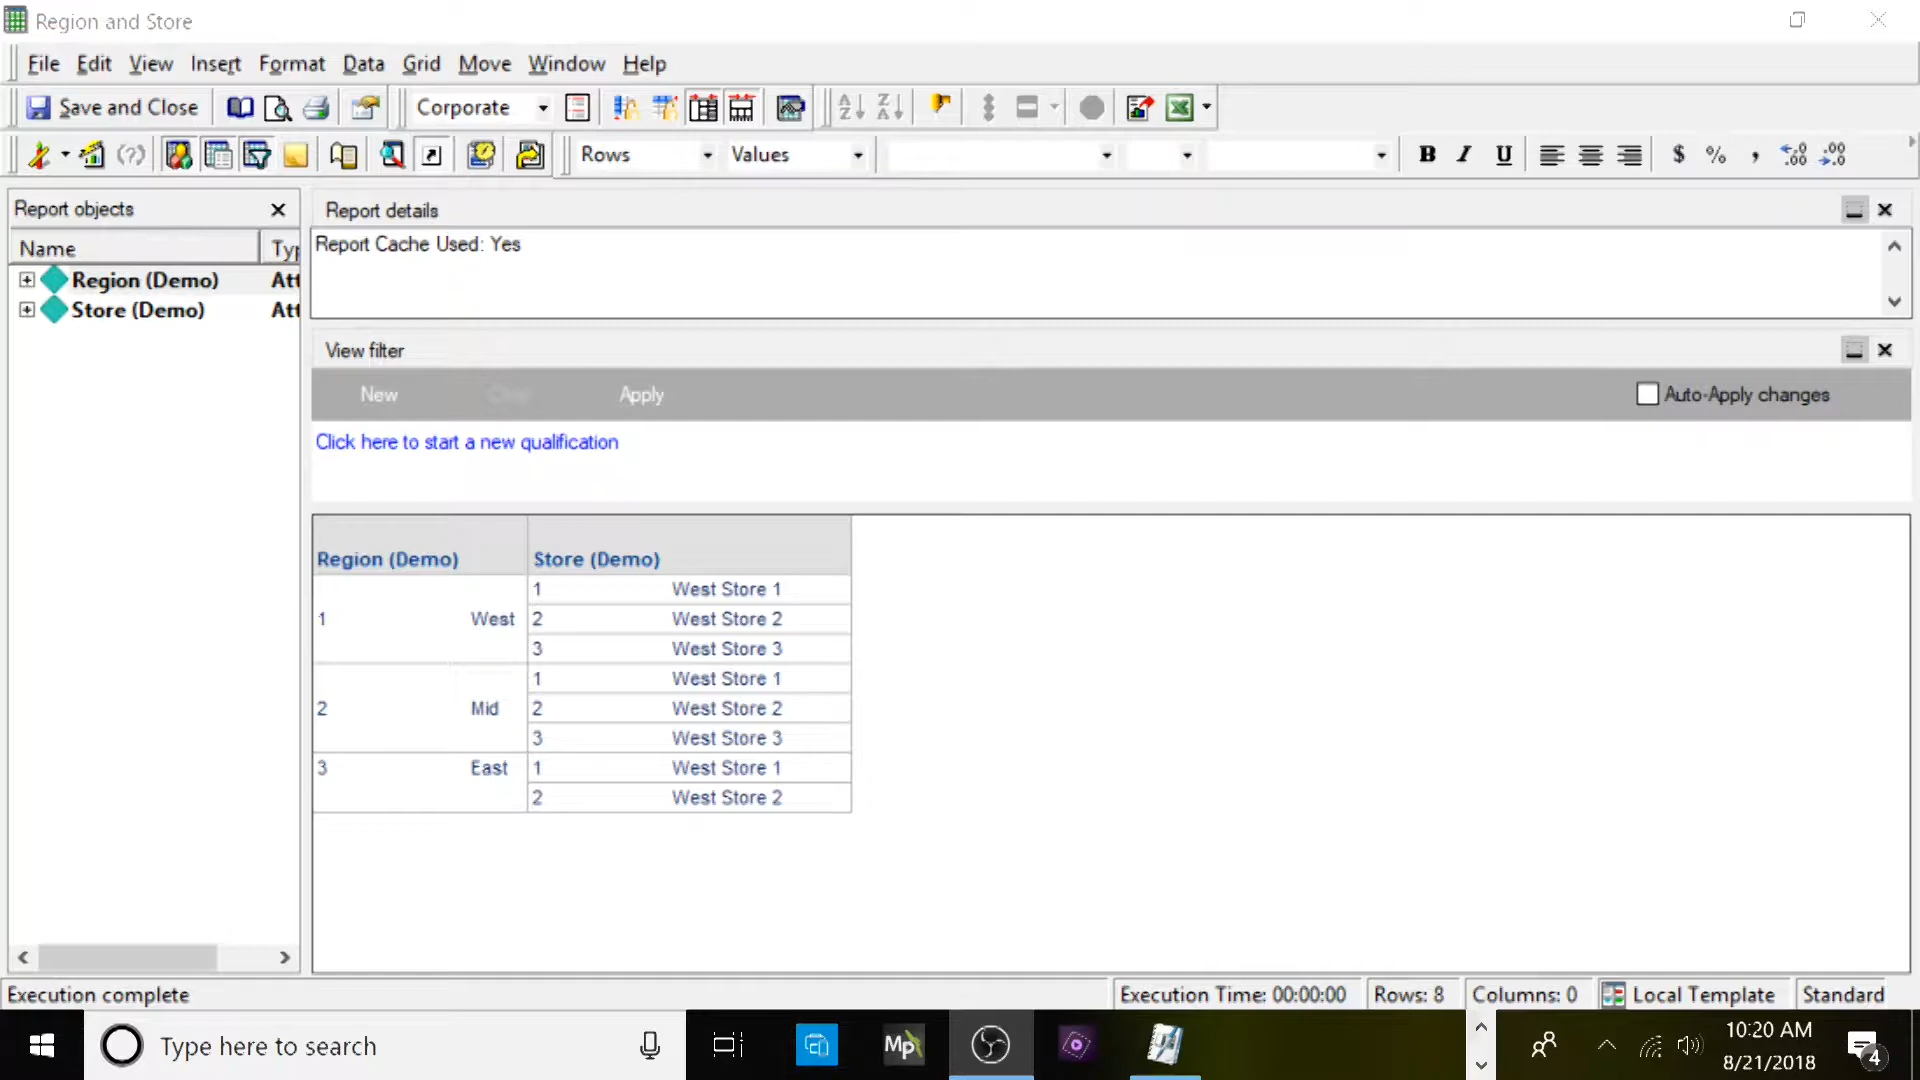 Region and Store
File Edit View Insert Format Data Grid Move Window Help
Save and Close Corporate
Rows Values B I U $ % , .00 .00
Report objects
Name Typ
Region (Demo) Att
Store (Demo) Att
Report details
Report Cache Used: Yes
View filter
New Clear Apply Auto-Apply changes
Click here to start a new qualification
Region (Demo) Store (Demo)
1 West 1 West Store 1
2 West Store 2
3 West Store 3
2 Mid 1 West Store 1
2 West Store 2
3 West Store 3
3 East 1 West Store 1
2 West Store 2
Execution complete Execution Time: 00:00:00 Rows: 8 Columns: 0 Local Template Standard
Type here to search Mp 10:20 AM
8/21/2018 4